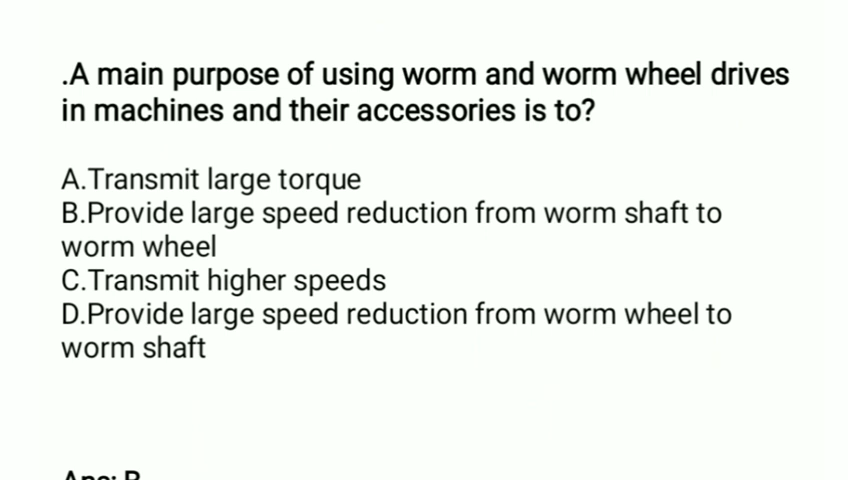 .A main purpose of using worm and worm wheel drives
in machines and their accessories is to?
A.Transmit large torque
B.Provide large speed reduction from worm shaft to
worm wheel
C.Transmit higher speeds
D.Provide large speed reduction from worm wheel to
worm shaft
Ans: B